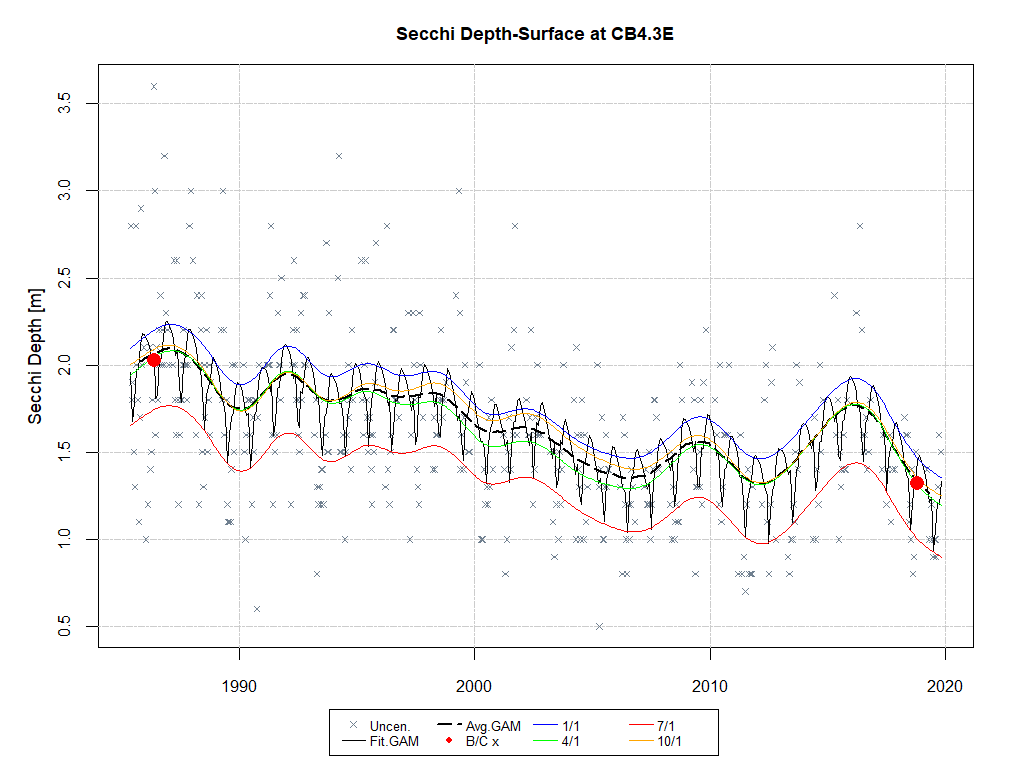 Secchi Depth-Surface at CB4.3E
Secchi Depth [m]
3.5
3.0
2.5
2.0
1.5
1.0
0.5
1990 2000 2010 2020
Uncen. Avg.GAM 1/1 7/1
Fit.GAM B/C x 4/1 10/1